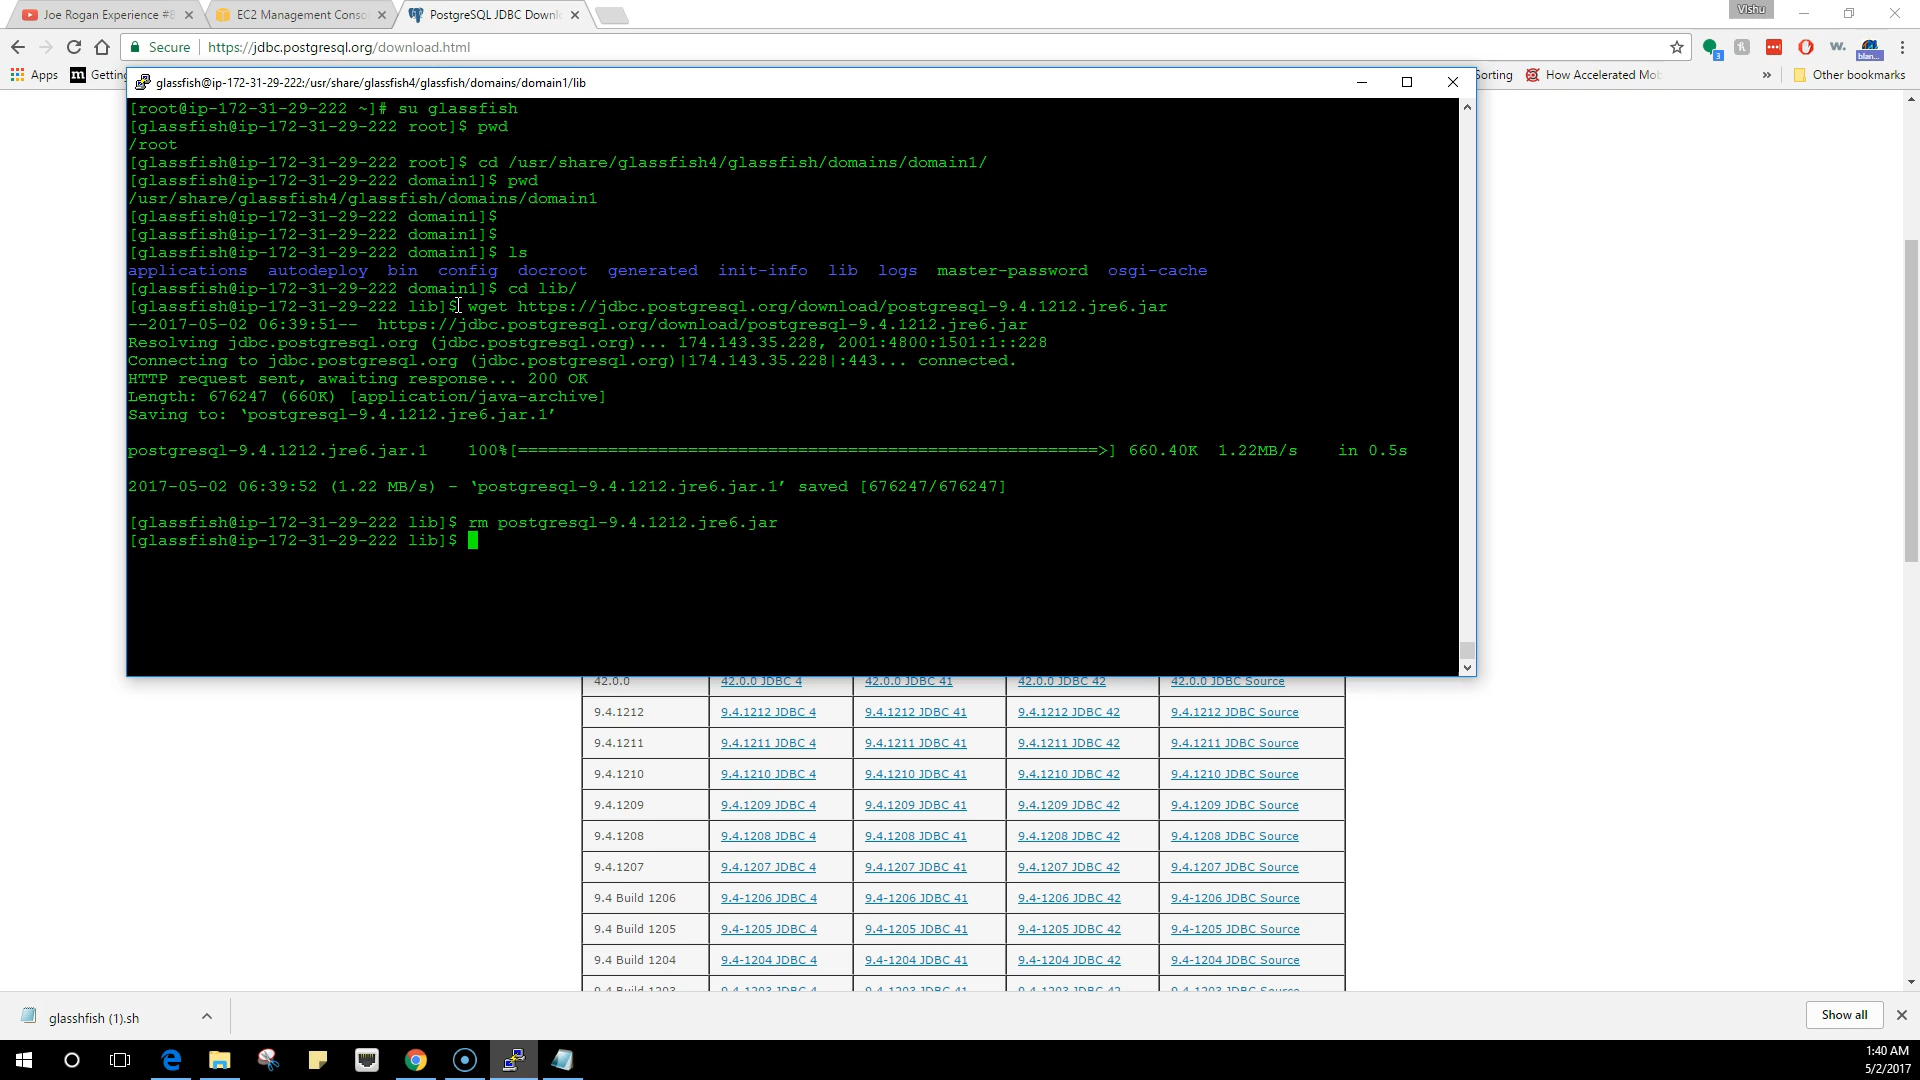 Joe Rogan Experience #8
EC2 Management Conso
PostgreSQL JDBC Downl
Vishu
Secure
https://jdbc.postgresql.org/download.html
Apps
Getting
glassfish@ip-172-31-29-222:/usr/share/glassfish4/glassfish/domains/domain1/lib
sorting
How Accelerated Mo
Other bookmarks
[root@ip-172-31-29-222 ~]# su glassfish
[glassfish@ip-172-31-29-222 root]$ pwd
/root
[glassfish@ip-172-31-29-222 root]$ cd /usr/share/glassfish4/glassfish/domains/domain1/
[glassfish@ip-172-31-29-222 domain1]$ pwd
/usr/share/glassfish4/glassfish/domains/domain1
[glassfish@ip-172-31-29-222 domain1]$
[glassfish@ip-172-31-29-222 domain1]$
[glassfish@ip-172-31-29-222 domain1]$ ls
applications autodeploy bin config docroot generated init-info lib logs master-password osgi-cache
[glassfish@ip-172-31-29-222 domain1]$ cd lib/
[glassfish@ip-172-31-29-222 lib]$ wget https://jdbc.postgresql.org/download/postgresql-9.4.1212.jre6.jar
--2017-05-02 06:39:51-- https://jdbc.postgresql.org/download/postgresql-9.4.1212.jre6.jar
Resolving jdbc.postgresql.org (jdbc.postgresql.org)... 174.143.35.228, 2001:4800:1501:1::228
Connecting to jdbc.postgresql.org (jdbc.postgresql.org)|174.143.35.228|:443... connected.
HTTP request sent, awaiting response... 200 OK
Length: 676247 (660K) [application/java-archive]
Saving to: ‘postgresql-9.4.1212.jre6.jar.1’
postgresql-9.4.1212.jre6.jar.1 100%[==========================================================>] 660.40K 1.22MB/s in 0.5s
2017-05-02 06:39:52 (1.22 MB/s) - ‘postgresql-9.4.1212.jre6.jar.1’ saved [676247/676247]
[glassfish@ip-172-31-29-222 lib]$ rm postgresql-9.4.1212.jre6.jar
[glassfish@ip-172-31-29-222 lib]$
42.0.0 42.0.0 JDBC 4 42.0.0 JDBC 41 42.0.0 JDBC 42 42.0.0 JDBC Source
9.4.1212 9.4.1212 JDBC 4 9.4.1212 JDBC 41 9.4.1212 JDBC 42 9.4.1212 JDBC Source
9.4.1211 9.4.1211 JDBC 4 9.4.1211 JDBC 41 9.4.1211 JDBC 42 9.4.1211 JDBC Source
9.4.1210 9.4.1210 JDBC 4 9.4.1210 JDBC 41 9.4.1210 JDBC 42 9.4.1210 JDBC Source
9.4.1209 9.4.1209 JDBC 4 9.4.1209 JDBC 41 9.4.1209 JDBC 42 9.4.1209 JDBC Source
9.4.1208 9.4.1208 JDBC 4 9.4.1208 JDBC 41 9.4.1208 JDBC 42 9.4.1208 JDBC Source
9.4.1207 9.4.1207 JDBC 4 9.4.1207 JDBC 41 9.4.1207 JDBC 42 9.4.1207 JDBC Source
9.4 Build 1206 9.4-1206 JDBC 4 9.4-1206 JDBC 41 9.4-1206 JDBC 42 9.4-1206 JDBC Source
9.4 Build 1205 9.4-1205 JDBC 4 9.4-1205 JDBC 41 9.4-1205 JDBC 42 9.4-1205 JDBC Source
9.4 Build 1204 9.4-1204 JDBC 4 9.4-1204 JDBC 41 9.4-1204 JDBC 42 9.4-1204 JDBC Source
9.4 Build 1203 9.4-1203 JDBC 4 9.4-1203 JDBC 41 9.4-1203 JDBC 42 9.4-1203 JDBC Source
glasshfish (1).sh
Show all
1:40 AM
5/2/2017